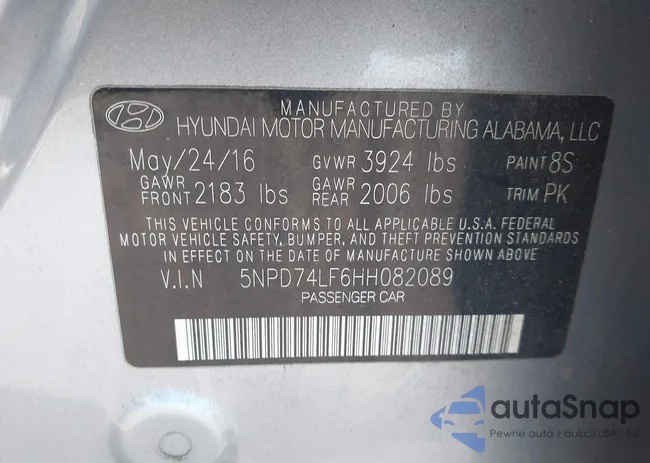 MANUFACTURED BY
HYUNDAI MOTOR MANUFACTURING ALABAMA, LLC
May/24/16 GVWR 3924 lbs PAINT 8S
GAWR FRONT 2183 lbs GAWR REAR 2006 lbs TRIM PK
THIS VEHICLE CONFORMS TO ALL APPLICABLE U.S.A. FEDERAL
MOTOR VEHICLE SAFETY, BUMPER, AND THEFT PREVENTION STANDARDS
IN EFFECT ON THE DATE OF MANUFACTURE SHOWN ABOVE
V.I.N 5NPD74LF6HH082089
PASSENGER CAR
autoSnap
Pewne auta z aukcji USA - EU